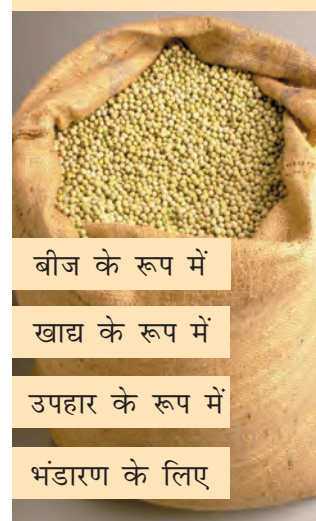 बीज के रूप में
खाद्य के रूप में
उपहार के रूप में
भंडारण के लिए